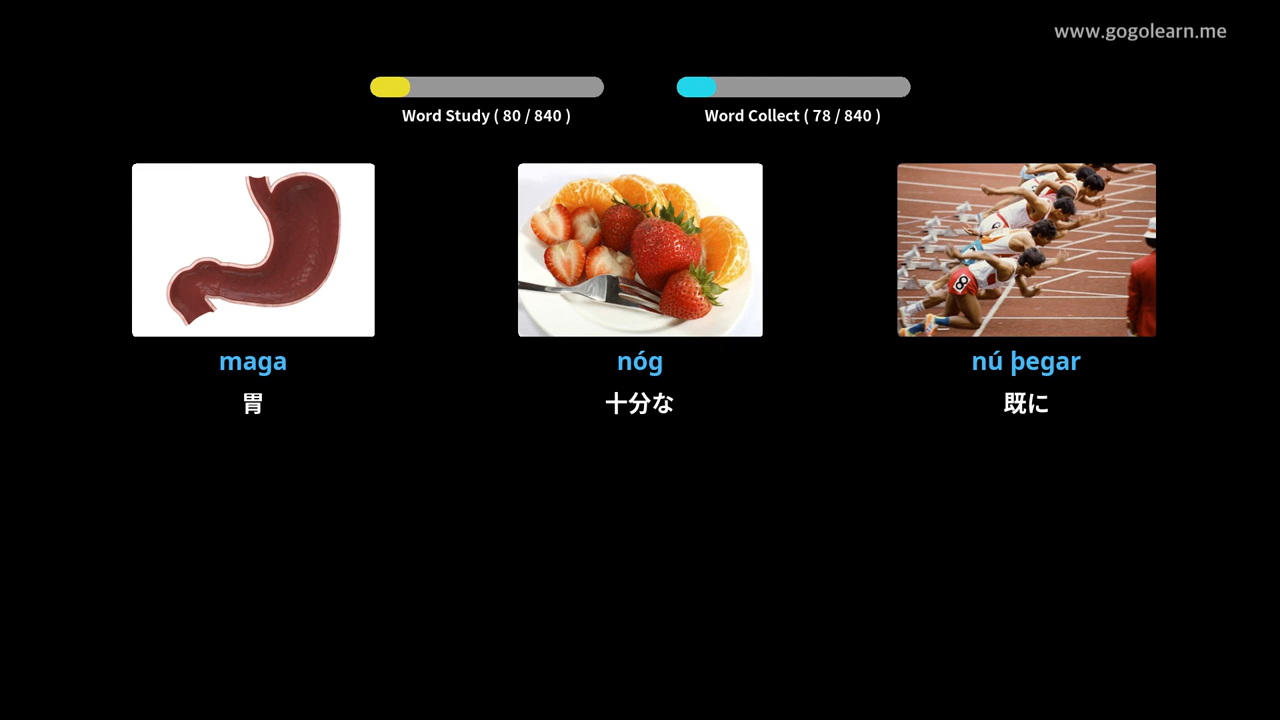 www.gogolearn.me
Word Study ( 80 / 840 )
Word Collect ( 78 / 840 )
maga
nóg
nú þegar
胃
十分な
既に